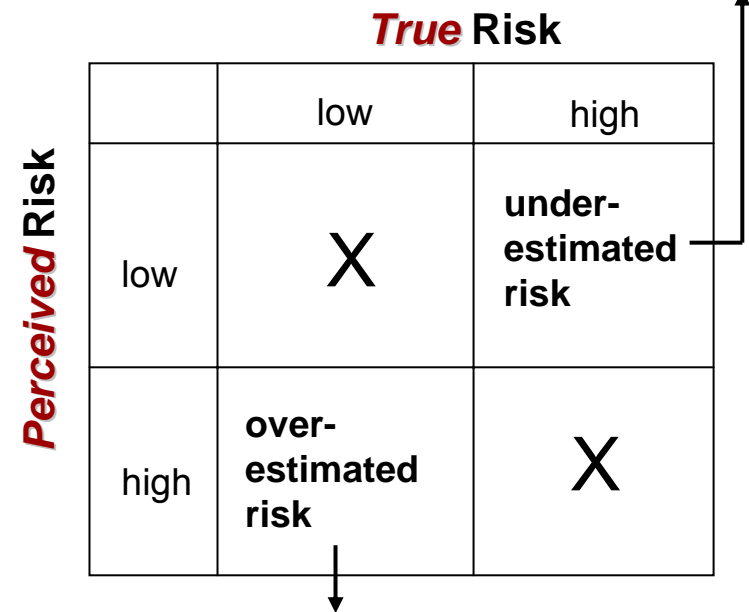 True Risk
low high
Perceived Risk
low
X
under-
estimated
risk
high
over-
estimated
risk
X